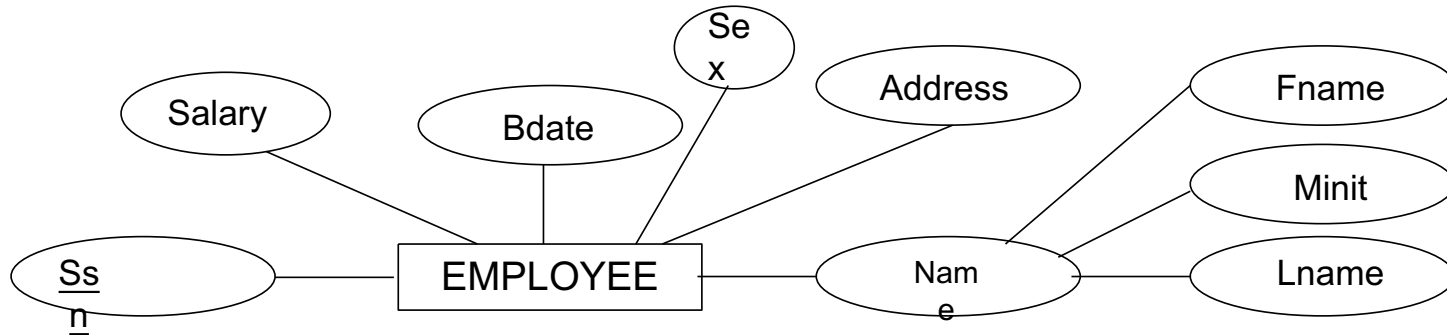 Se
x
Salary
Bdate
Address
Fname
Minit
Ss
n
EMPLOYEE
Nam
e
Lname